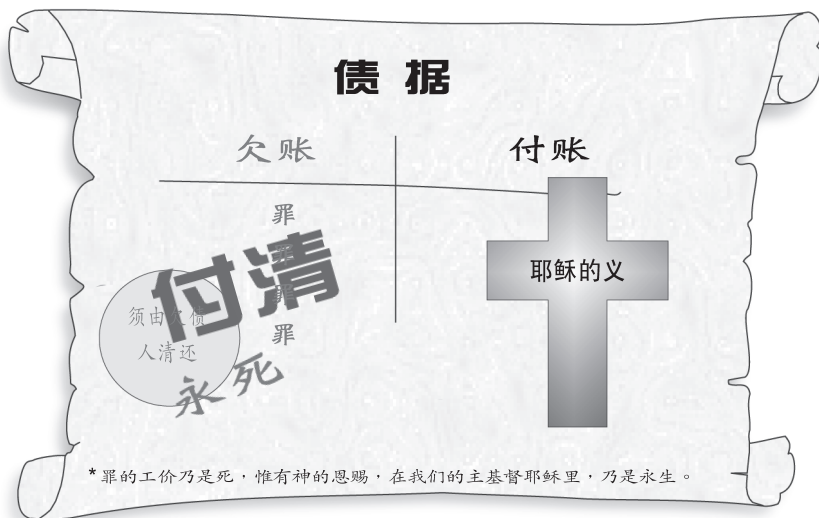 债据
欠账
付账
罪
罪
罪
罪
付清
须由欠债
人清还
永死
耶稣的义
*罪的工价乃是死，惟有神的恩赐，在我们的主基督耶稣里，乃是永生。